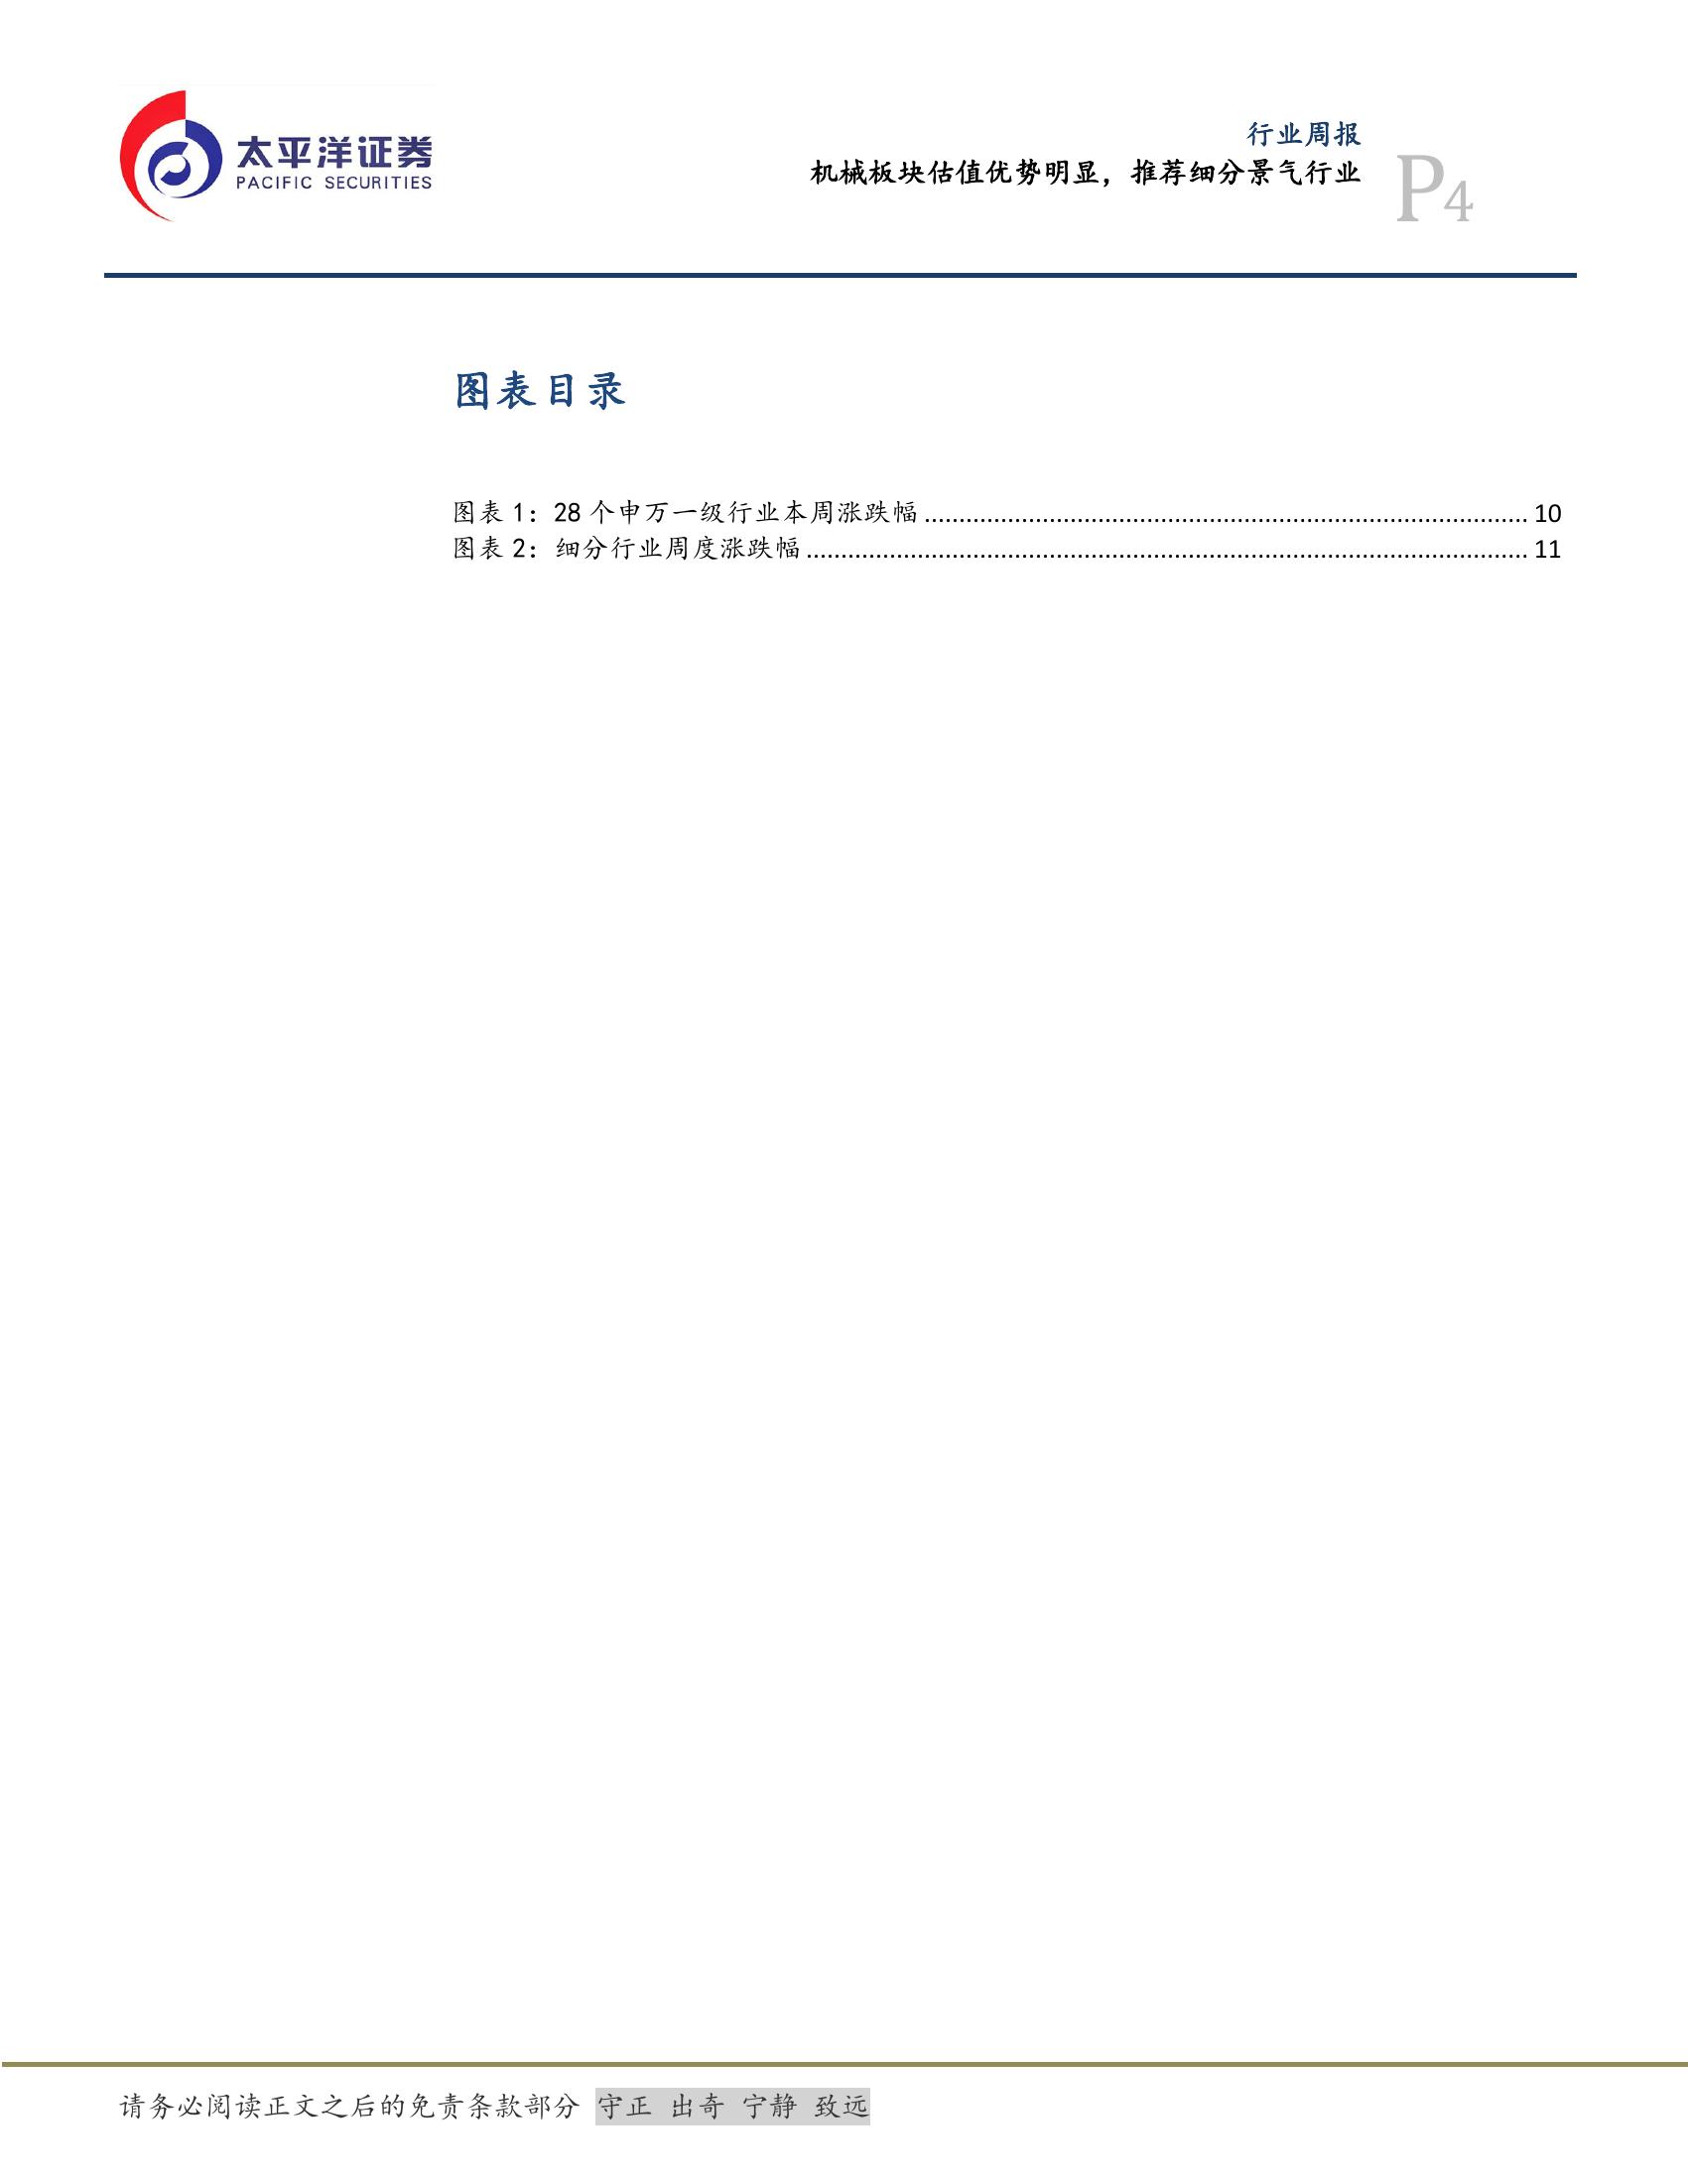 太平洋证券
PACIFIC SECURITIES
行业周报
机械板块估值优势明显，推荐细分景气行业
P4
图表目录
图表 1：28 个申万一级行业本周涨跌幅 ........................................................................................ 10
图表 2：细分行业周度涨跌幅 ......................................................................................................... 11
请务必阅读正文之后的免责条款部分 守正 出奇 宁静 致远